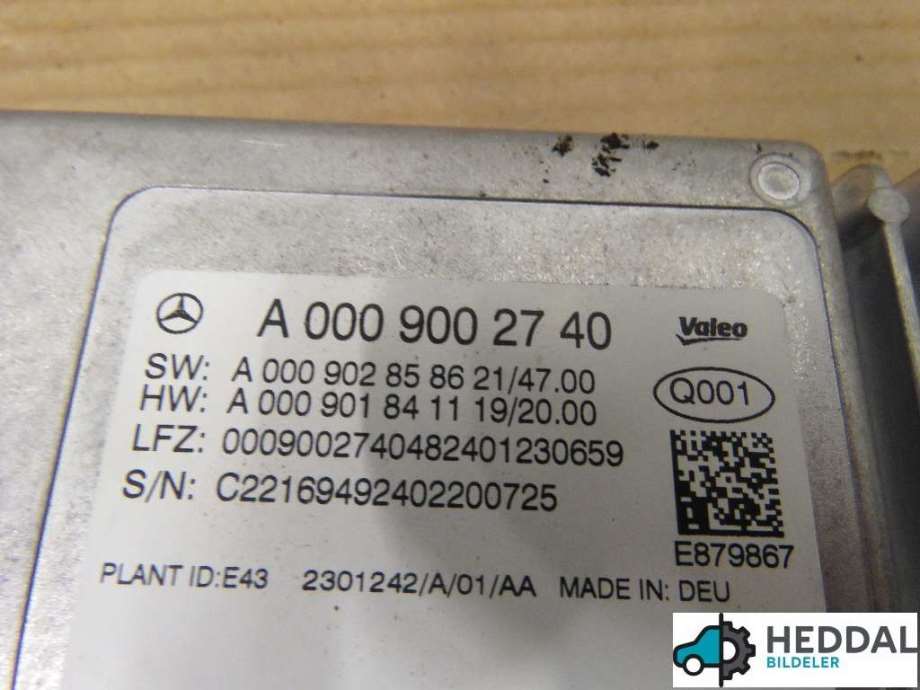 A 000 900 27 40
Valeo
SW: A 000 902 85 86 21/47.00
HW: A 000 901 84 11 19/20.00
Q001
LFZ: 0009002740482401230659
S/N: C22169492402200725
E879867
PLANT ID:E43 2301242/A/01/AA MADE IN: DEU
HEDDAL
BILDELER